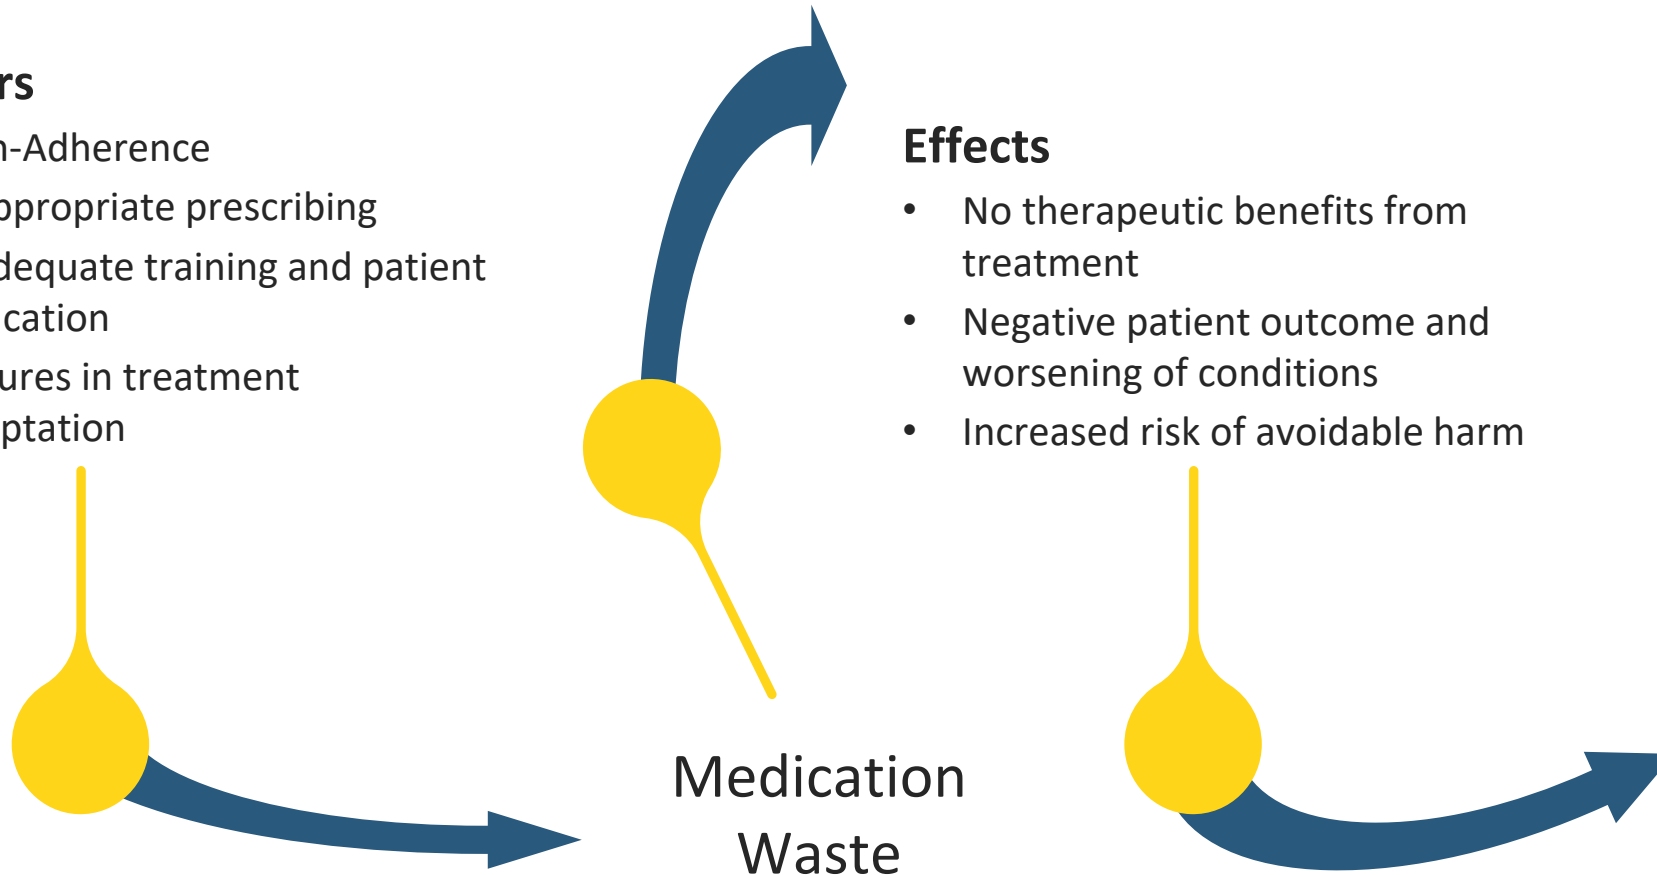 rs
n-Adherence
ppropriate prescribing
dequate training and patient
cation
ures in treatment
ptation
Effects
• No therapeutic benefits from
treatment
• Negative patient outcome and
worsening of conditions
• Increased risk of avoidable harm
Medication
Waste